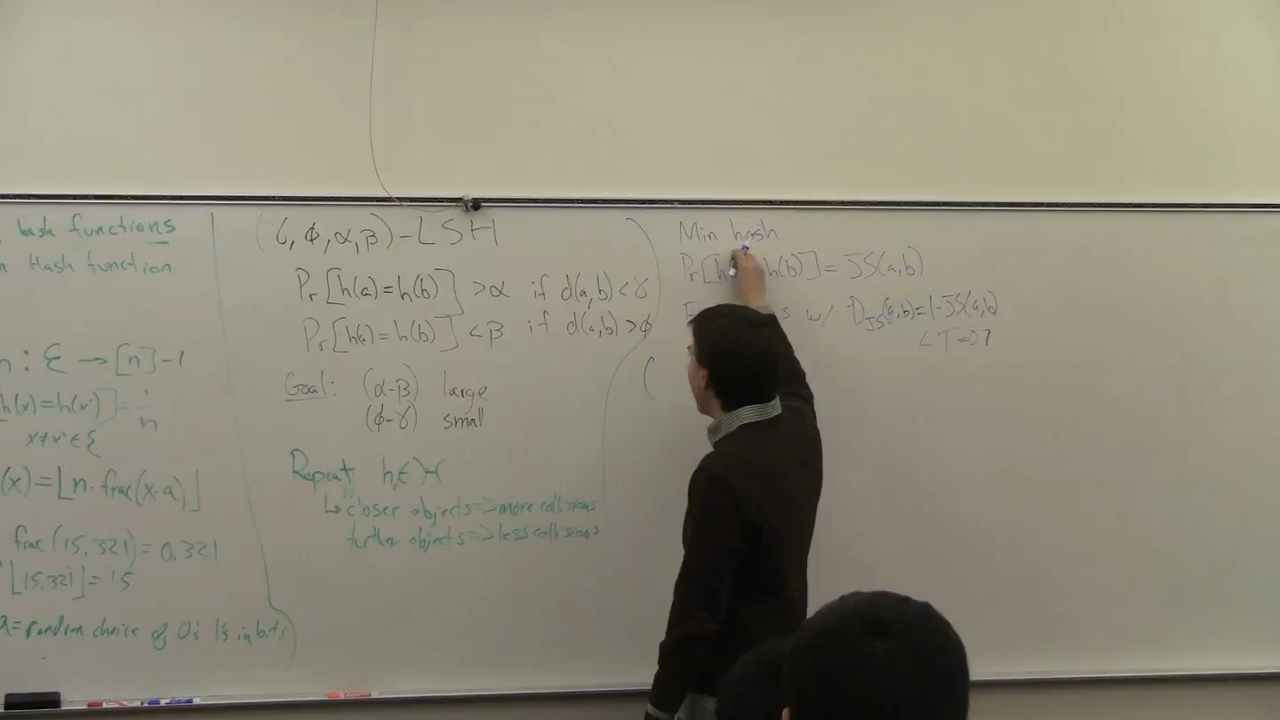 hash functions
Hash function
n: Ɛ → [n]-1
h(x)=h(x')]= 1/n
x≠x'∈Ɛ
(x)=⌊n·frac(x·a)⌋
frac(15,321)=0.321
⌊15,321⌋=15
a=random choice of 0's 1's in bits
(γ, ϕ, α, β)-LSH
Pr[h(a)=h(b)] >α if d(a,b)<γ
Pr[h(a)=h(b)] <β if d(a,b)>ϕ
Goal: (α-β) large
(ϕ-γ) small
Repeat h∈H
↳closer objects=>more collisions
further objects=>less collisions
Min hash
Pr[h h(b)]=JS(a,b)
w/ D_JS(a,b)=1-JS(a,b)
<T=0.7
(